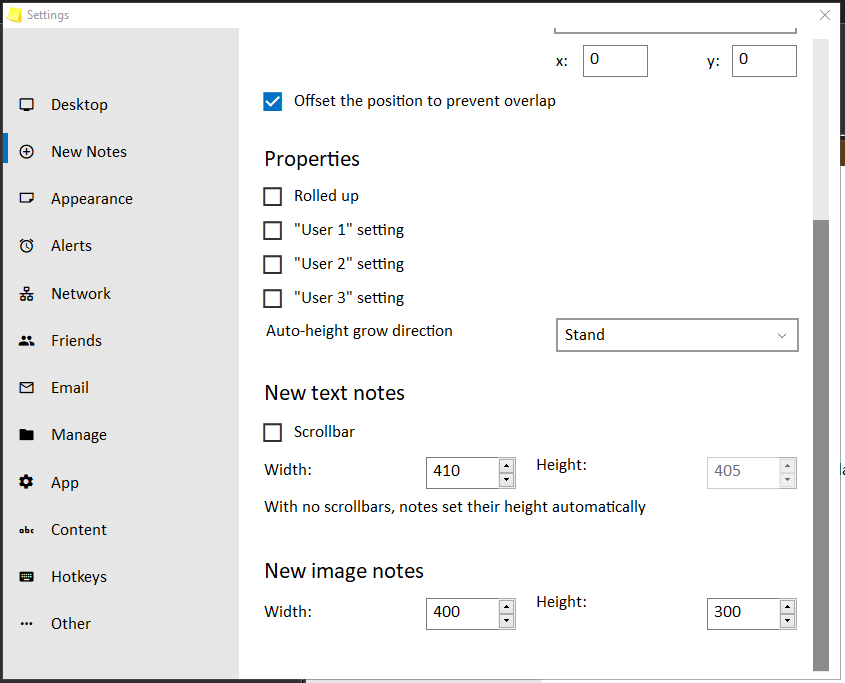 Settings
x: 0 y: 0
Offset the position to prevent overlap
Properties
Rolled up
"User 1" setting
"User 2" setting
"User 3" setting
Auto-height grow direction Stand
New text notes
Scrollbar
Width: 410 Height: 405
With no scrollbars, notes set their height automatically
New image notes
Width: 400 Height: 300
Desktop
New Notes
Appearance
Alerts
Network
Friends
Email
Manage
App
abc Content
Hotkeys
Other